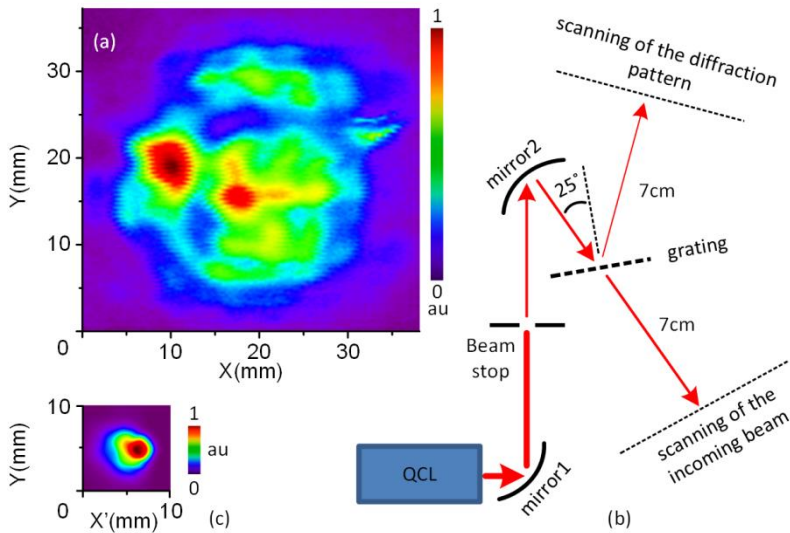 (a)
Y(mm)
30
20
10
0
0
10
20
30
X(mm)
1
0
au
scanning of the diffraction
pattern
mirror2
25°
7cm
grating
7cm
Beam
stop
QCL
mirror1
scanning of the
incoming beam
(b)
Y(mm)
10
0
0
X'(mm)
10
1
au
0
(c)